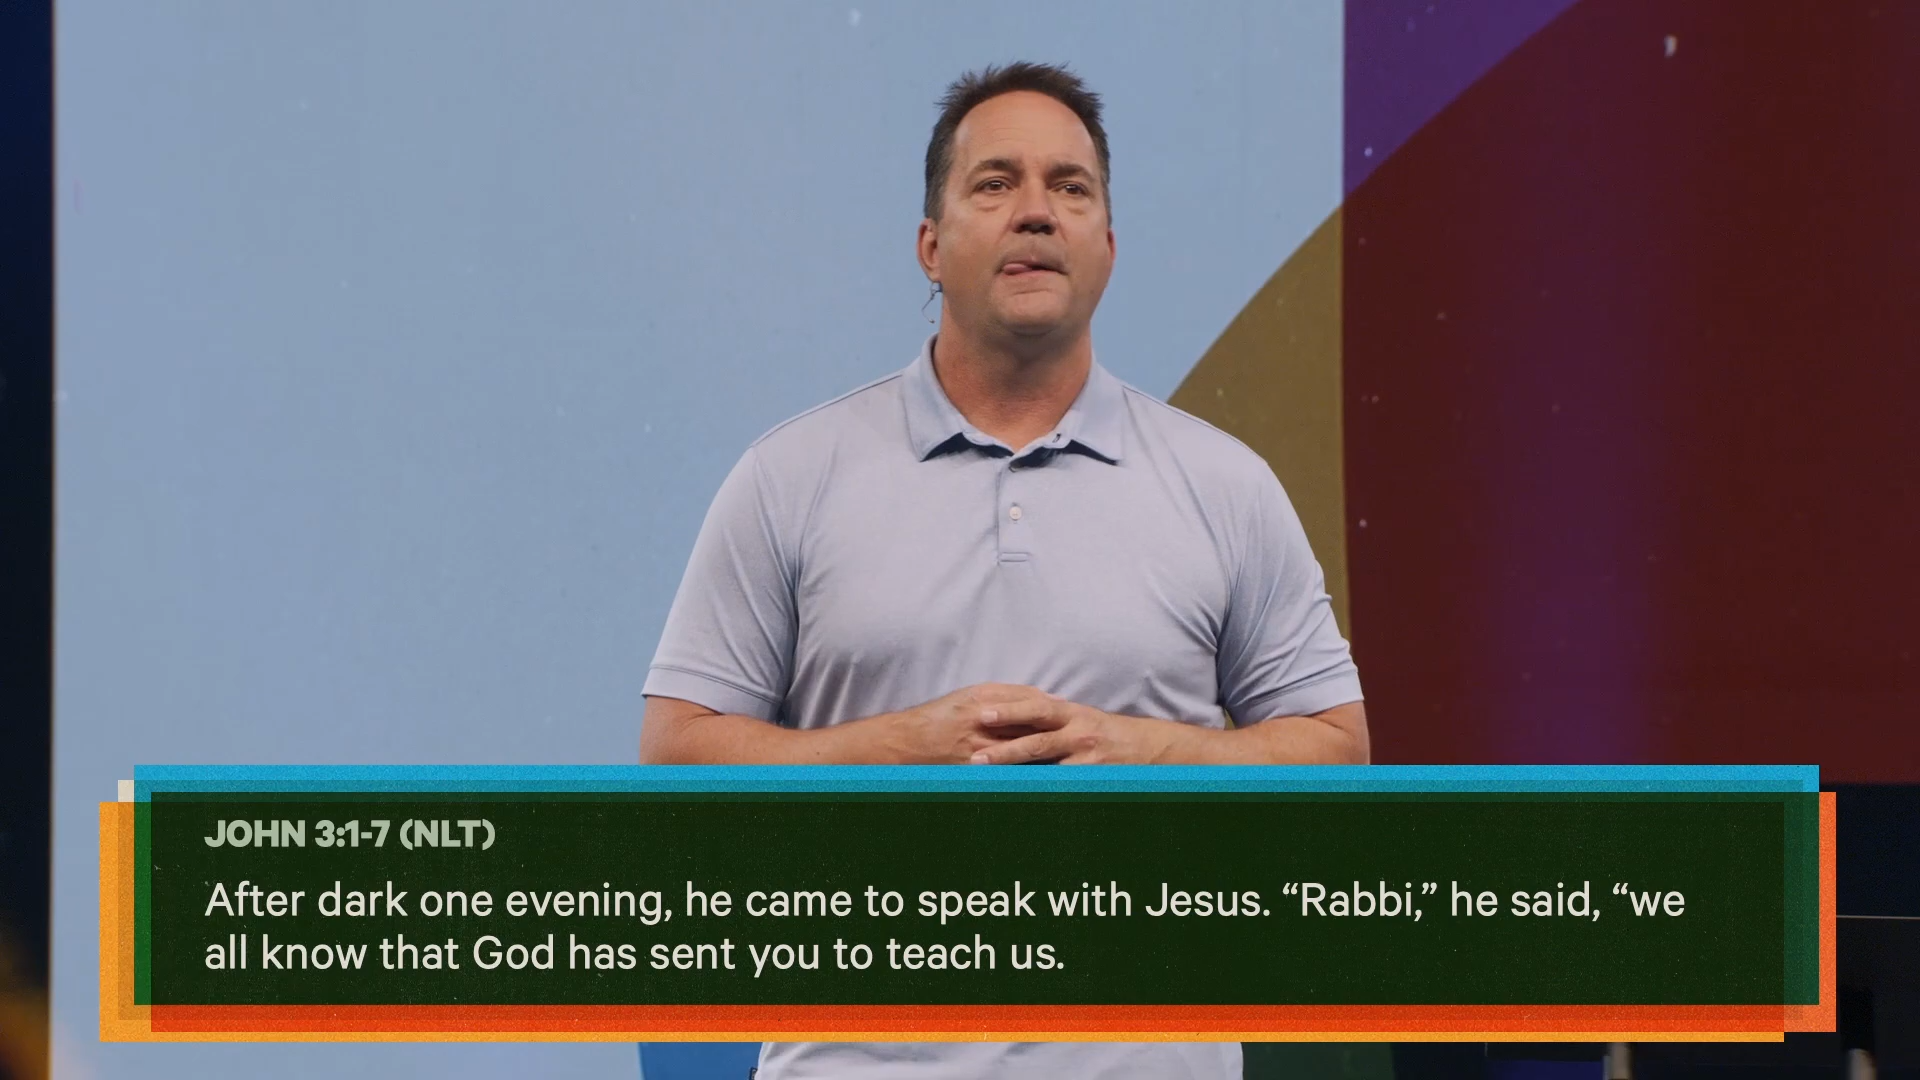 JOHN 3:1-7 (NLT)
After dark one evening, he came to speak with Jesus. “Rabbi,” he said, “we
all know that God has sent you to teach us.